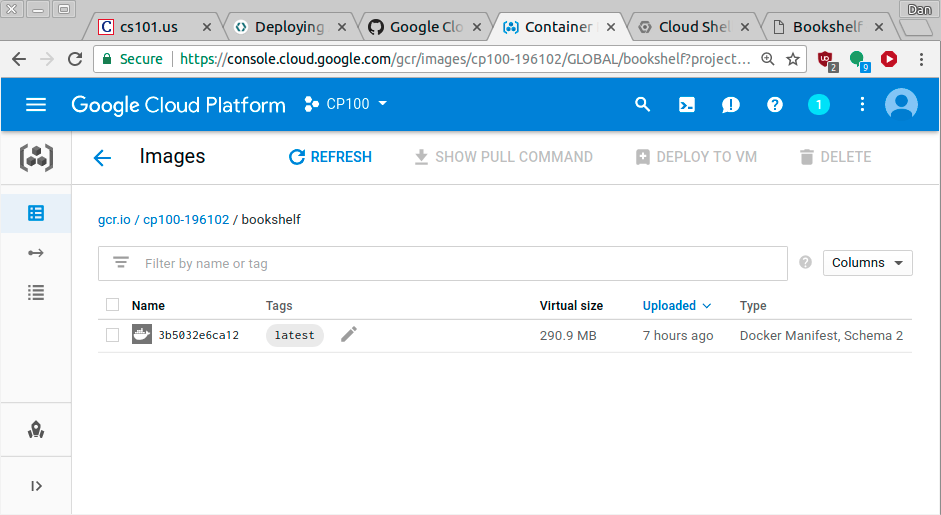 Dan
cs101.us
Deploying
Google Clo
Container
Cloud Shel
Bookshelf
Secure https://console.cloud.google.com/gcr/images/cp100-196102/GLOBAL/bookshelf?project...
2
9
Google Cloud Platform CP100
1
Images REFRESH SHOW PULL COMMAND DEPLOY TO VM DELETE
gcr.io / cp100-196102 / bookshelf
Filter by name or tag
Columns
Name Tags Virtual size Uploaded Type
3b5032e6ca12 latest 290.9 MB 7 hours ago Docker Manifest, Schema 2